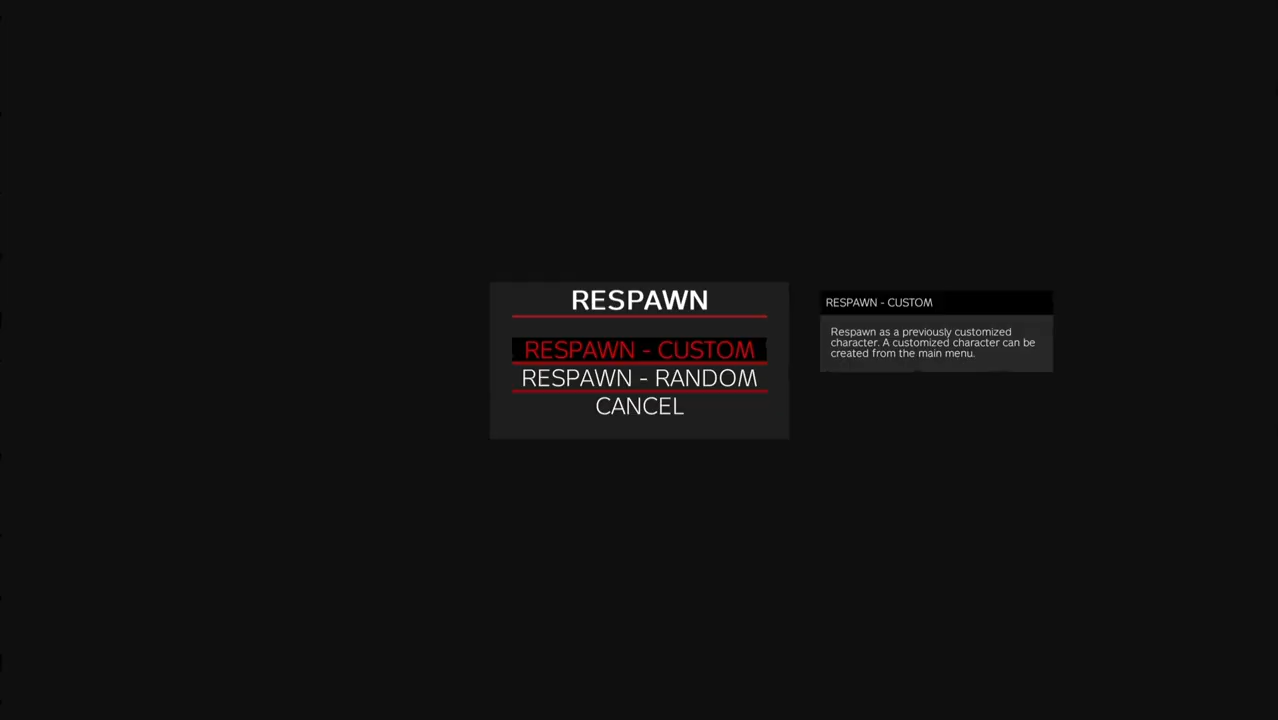 RESPAWN
RESPAWN - CUSTOM
RESPAWN - RANDOM
CANCEL
RESPAWN - CUSTOM
Respawn as a previously customized
character. A customized character can be
created from the main menu.